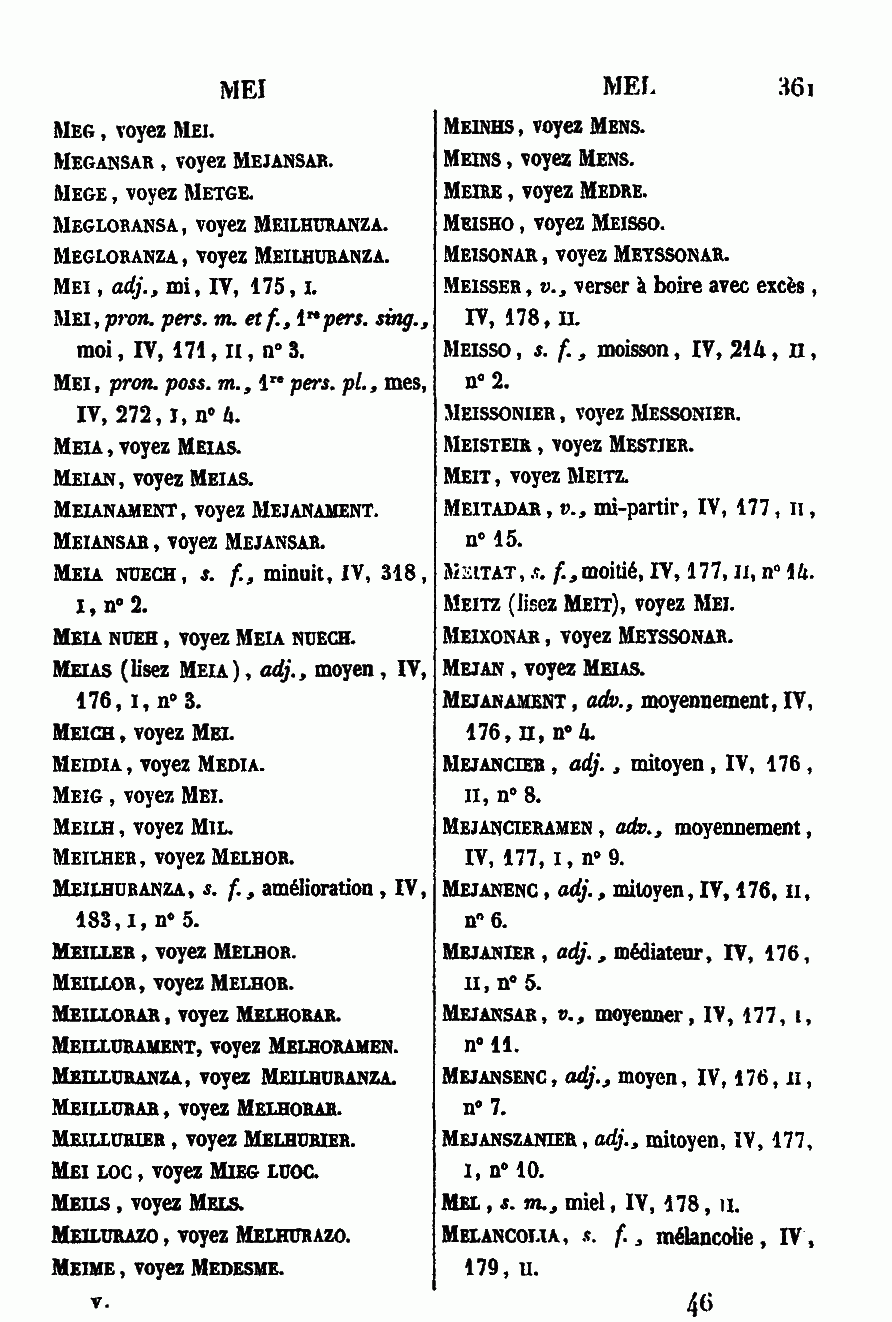 MEI
MEL 361
MEG, voyez MEI.
MEGANSAR, voyez MEJANSAR.
MEGE, voyez METGE.
MEGLORANSA, voyez MEILHURANZA.
MEGLORANZA, voyez MEILHURANZA.
MEI, adj., mi, IV, 175, I.
MEI, pron. pers. m. et f., 1re pers. sing.,
moi, IV, 171, II, n° 3.
MEI, pron. poss. m., 1re pers. pl., mes,
IV, 272, I, n° 4.
MEIA, voyez MEIAS.
MEIAN, voyez MEIAS.
MEIANAMENT, voyez MEJANAMENT.
MEIANSAR, voyez MEJANSAR.
MEIA NUECH, s. f., minuit, IV, 318,
I, n° 2.
MEIA NUEH, voyez MEIA NUECH.
MEIAS (lisez MEIA), adj., moyen, IV,
176, I, n° 3.
MEICH, voyez MEI.
MEIDIA, voyez MEDIA.
MEIG, voyez MEI.
MEILH, voyez MIL.
MEILHER, voyez MELHOR.
MEILHURANZA, s. f., amélioration, IV,
183, I, n° 5.
MEILLER, voyez MELHOR.
MEILLOR, voyez MELHOR.
MEILLORAR, voyez MELHORAR.
MEILLURAMENT, voyez MELHORAMEN.
MEILLURANZA, voyez MEILHURANZA.
MEILLURAR, voyez MELHORAR.
MEILLURIER, voyez MELHURIER.
MEI LOC, voyez MIEG LUOC.
MEILS, voyez MELS.
MEILURAZO, voyez MELHURAZO.
MEIME, voyez MEDESME.
MEINHS, voyez MENS.
MEINS, voyez MENS.
MEIRE, voyez MEDRE.
MEISHO, voyez MEISSO.
MEISONAR, voyez MEYSSONAR.
MEISSER, v., verser à boire avec excès,
IV, 178, II.
MEISSO, s. f., moisson, IV, 214, II,
n° 2.
MEISSONIER, voyez MESSONIER.
MEISTEIR, voyez MESTIER.
MEIT, voyez MEITZ.
MEITADAR, v., mi-partir, IV, 177, II,
n° 15.
MEITAT, s. f., moitié, IV, 177, II, n° 14.
MEITZ (lisez MEIT), voyez MEI.
MEIXONAR, voyez MEYSSONAR.
MEJAN, voyez MEIAS.
MEJANAMENT, adv., moyennement, IV,
176, II, n° 4.
MEJANCIER, adj., mitoyen, IV, 176,
II, n° 8.
MEJANCIERAMEN, adv., moyennement,
IV, 177, I, n° 9.
MEJANENC, adj., mitoyen, IV, 176, II,
n° 6.
MEJANIER, adj., médiateur, IV, 176,
II, n° 5.
MEJANSAR, v., moyenner, IV, 177, I,
n° 11.
MEJANSENC, adj., moyen, IV, 176, II,
n° 7.
MEJANSZANIER, adj., mitoyen, IV, 177,
I, n° 10.
MEL, s. m., miel, IV, 178, II.
MELANCOLIA, s. f., mélancolie, IV,
179, II.
V.
46